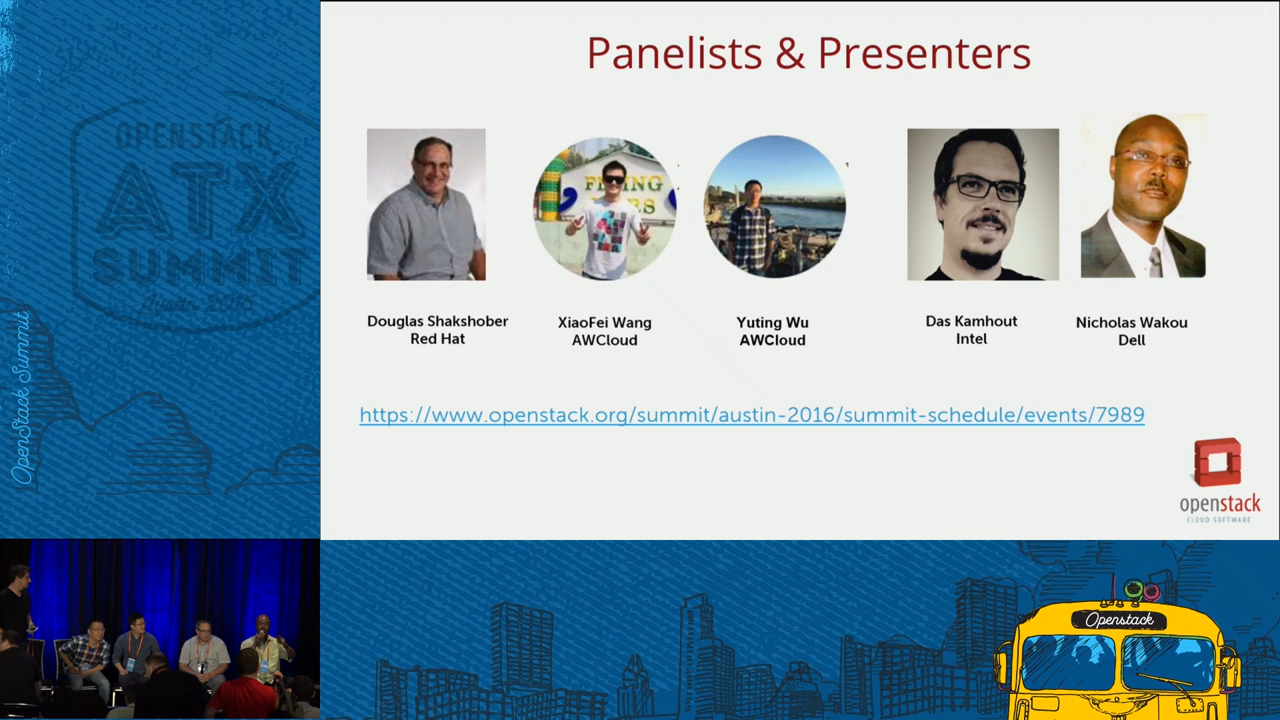 OPENSTACK
ATX
SUMMIT
Austin 2016
OpenStack Summit
Panelists & Presenters
Douglas Shakshober
Red Hat
XiaoFei Wang
AWCloud
Yuting Wu
AWCloud
Das Kamhout
Intel
Nicholas Wakou
Dell
https://www.openstack.org/summit/austin-2016/summit-schedule/events/7989
openstack
CLOUD SOFTWARE
Openstack